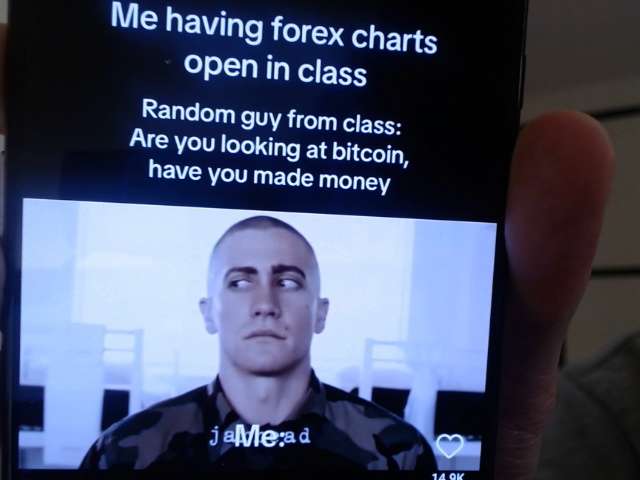 Me having forex charts
open in class
Random guy from class:
Are you looking at bitcoin,
have you made money
Me:
14.9K